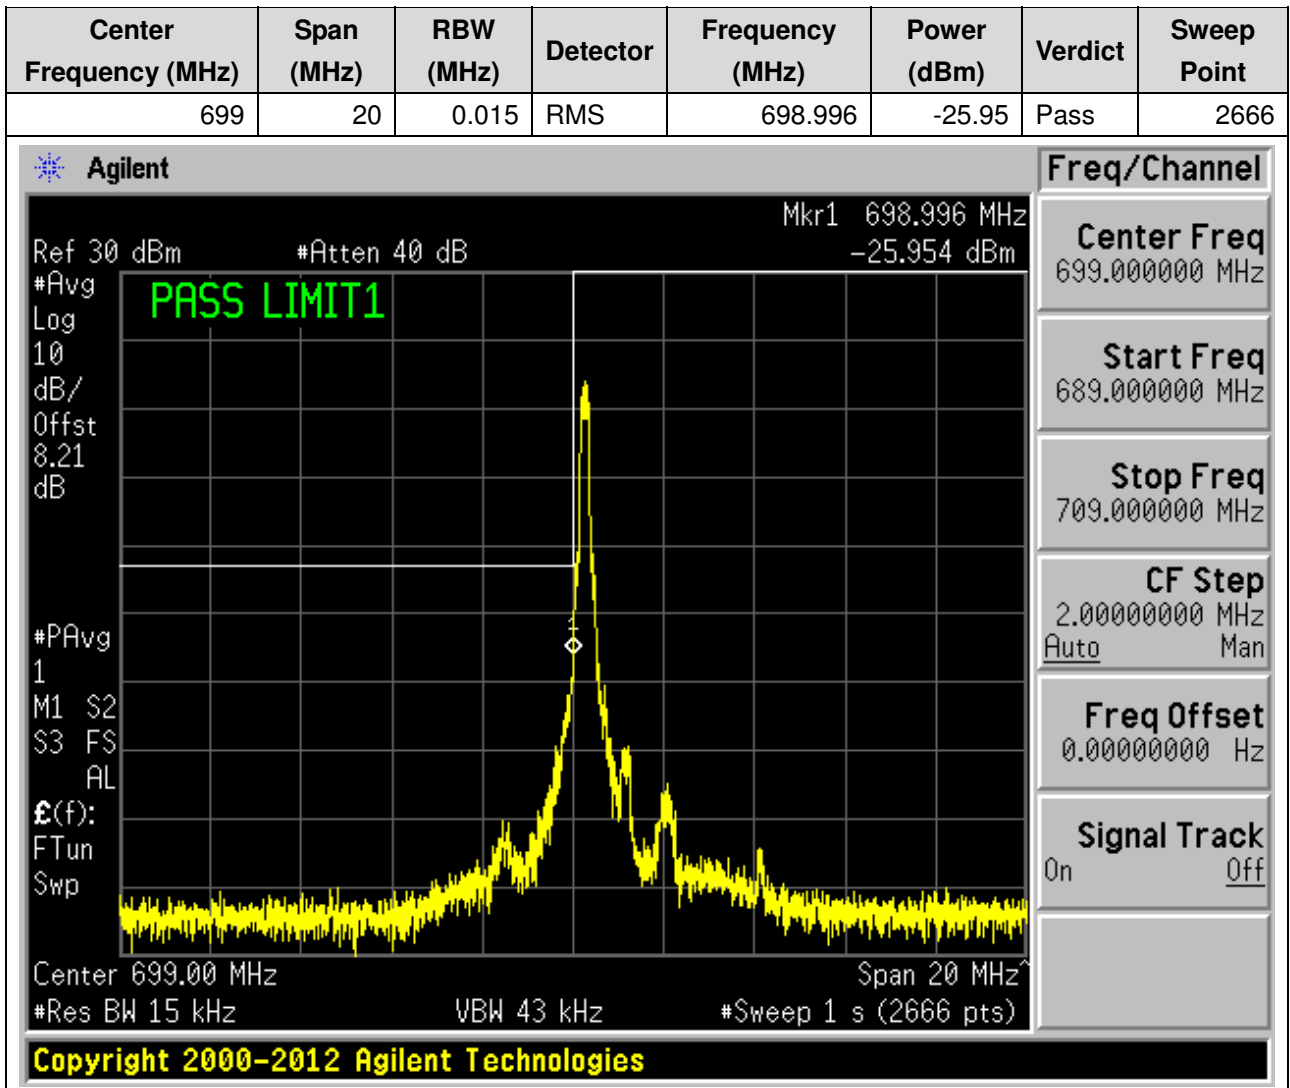 Center Frequency (MHz) Span (MHz) RBW (MHz) Detector Frequency (MHz) Power (dBm) Verdict Sweep Point
699 20 0.015 RMS 698.996 -25.95 Pass 2666
Agilent
Freq/Channel
Mkr1 698.996 MHz
Ref 30 dBm #Atten 40 dB -25.954 dBm
#Avg
Log
10
dB/
Offst
8.21
dB
PASS LIMIT1
1
#PAvg
1
M1 S2
S3 FS
AL
£(f):
FTun
Swp
Center 699.00 MHz Span 20 MHz^
#Res BW 15 kHz VBW 43 kHz #Sweep 1 s (2666 pts)
Center Freq
699.000000 MHz
Start Freq
689.000000 MHz
Stop Freq
709.000000 MHz
CF Step
2.00000000 MHz
Auto Man
Freq Offset
0.00000000 Hz
Signal Track
On Off
Copyright 2000-2012 Agilent Technologies